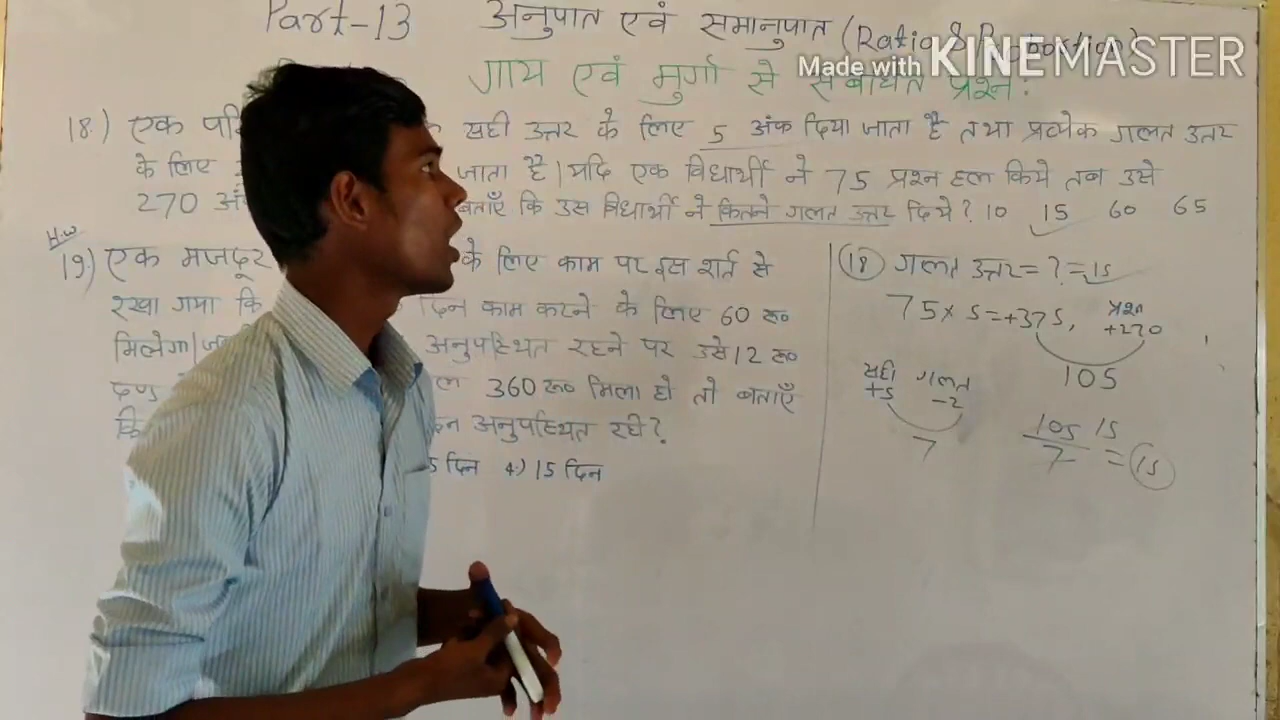 Part-13 अनुपात एवं समानुपात (Ratio &
Made with KINEMASTER
गाय एवं मुर्गा से संबंधित प्रश्न:
18.) एक सही उत्तर के लिए 5 अंक दिया जाता है तथा प्रत्येक गलत उत्तर
के लिए जाता है। यदि एक विधार्थी ने 75 प्रश्न हल किये तब उसे
270 बताएँ कि उस विधार्थी ने कितने गलत उत्तर दिये? 10 15 60 65
H.W
19.) एक मजदूर के लिए काम पर इस शर्त से
रखा गया कि दिन काम करने के लिए 60 रू०
मिलेगा। अनुपस्थित रहने पर उसे 12 रू०
दण्ड 360 रू० मिला हो तो बताएँ
कि अनुपस्थित रहे?
5 दिन 4.) 15 दिन
(18) गलत उत्तर = ? = 15
75 × 5 = +375, प्रश्न +270
105
सही गलत
+5 -2
7
105/7 15 = 15